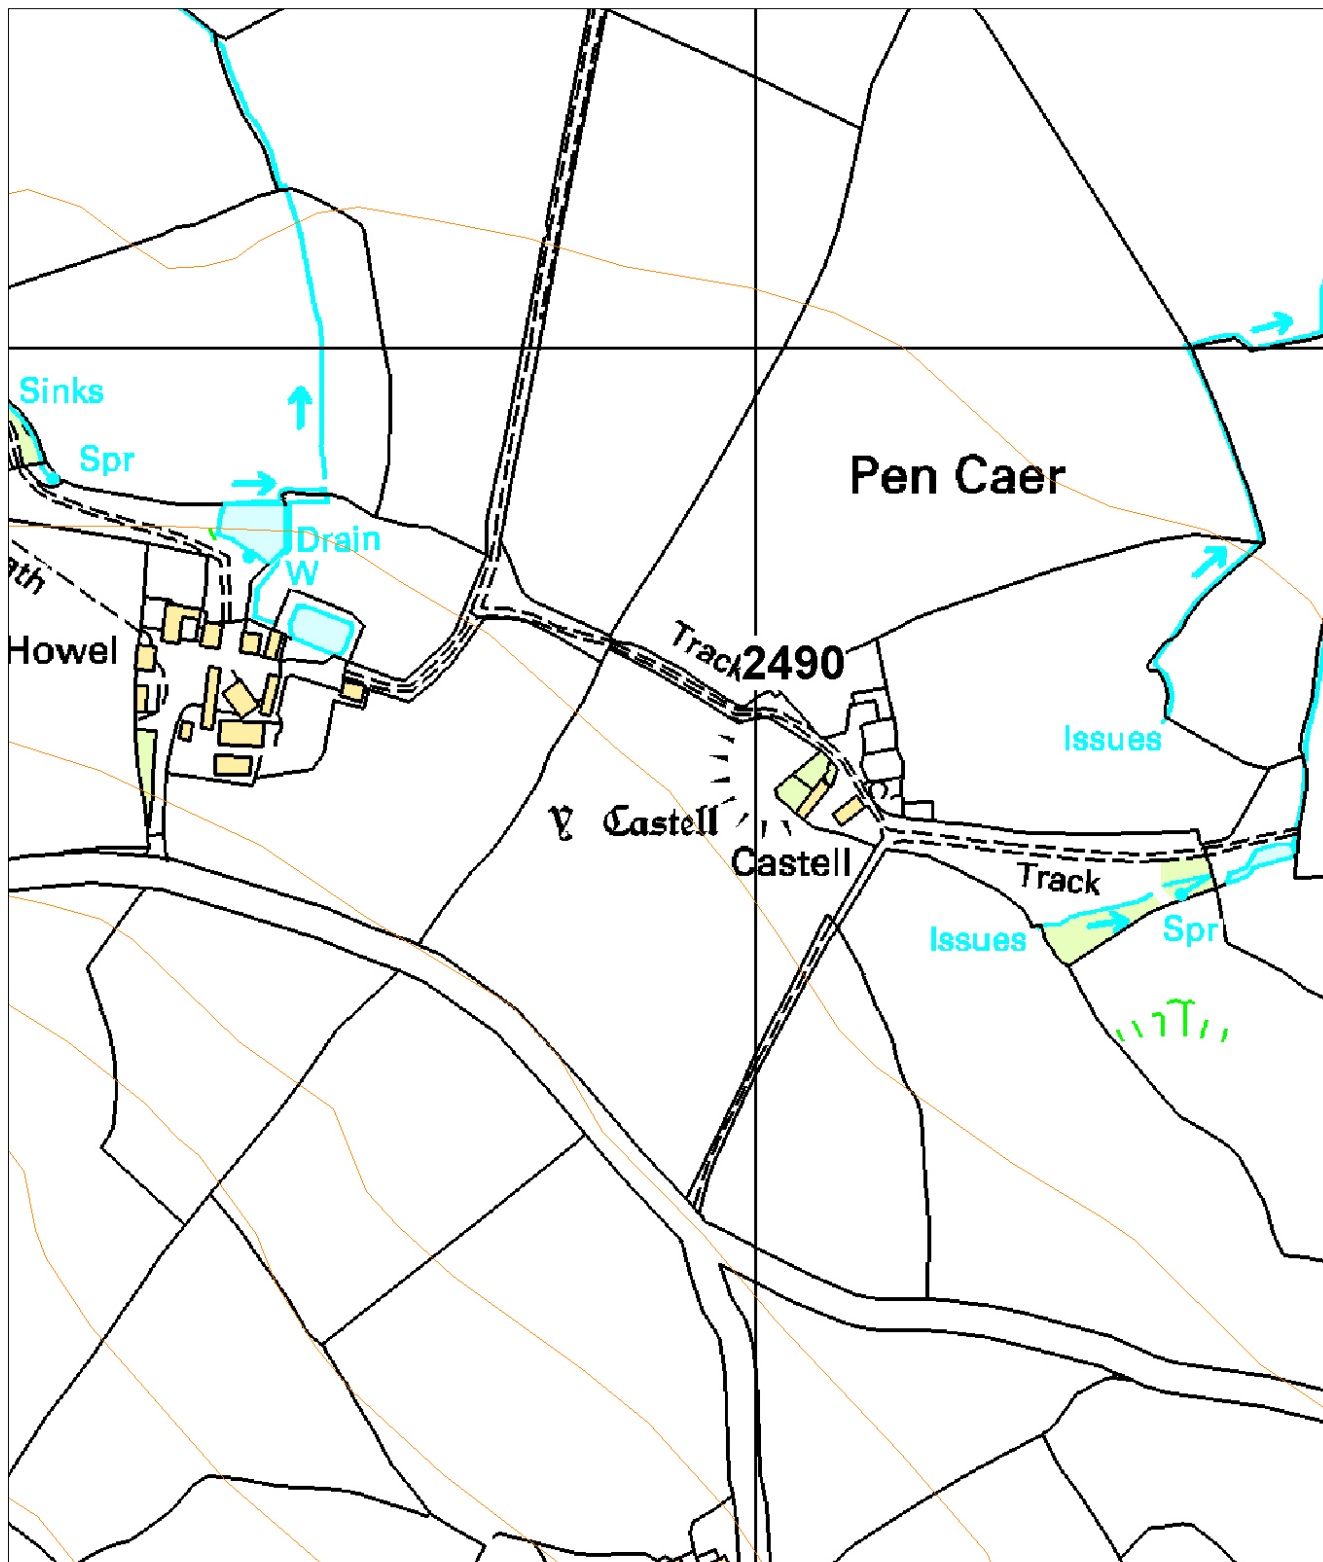 Sinks
Spr
Pen Caer
Drain
W
ath
Howel
Track
2490
Issues
Y Castell
Castell
Track
Issues
Spr